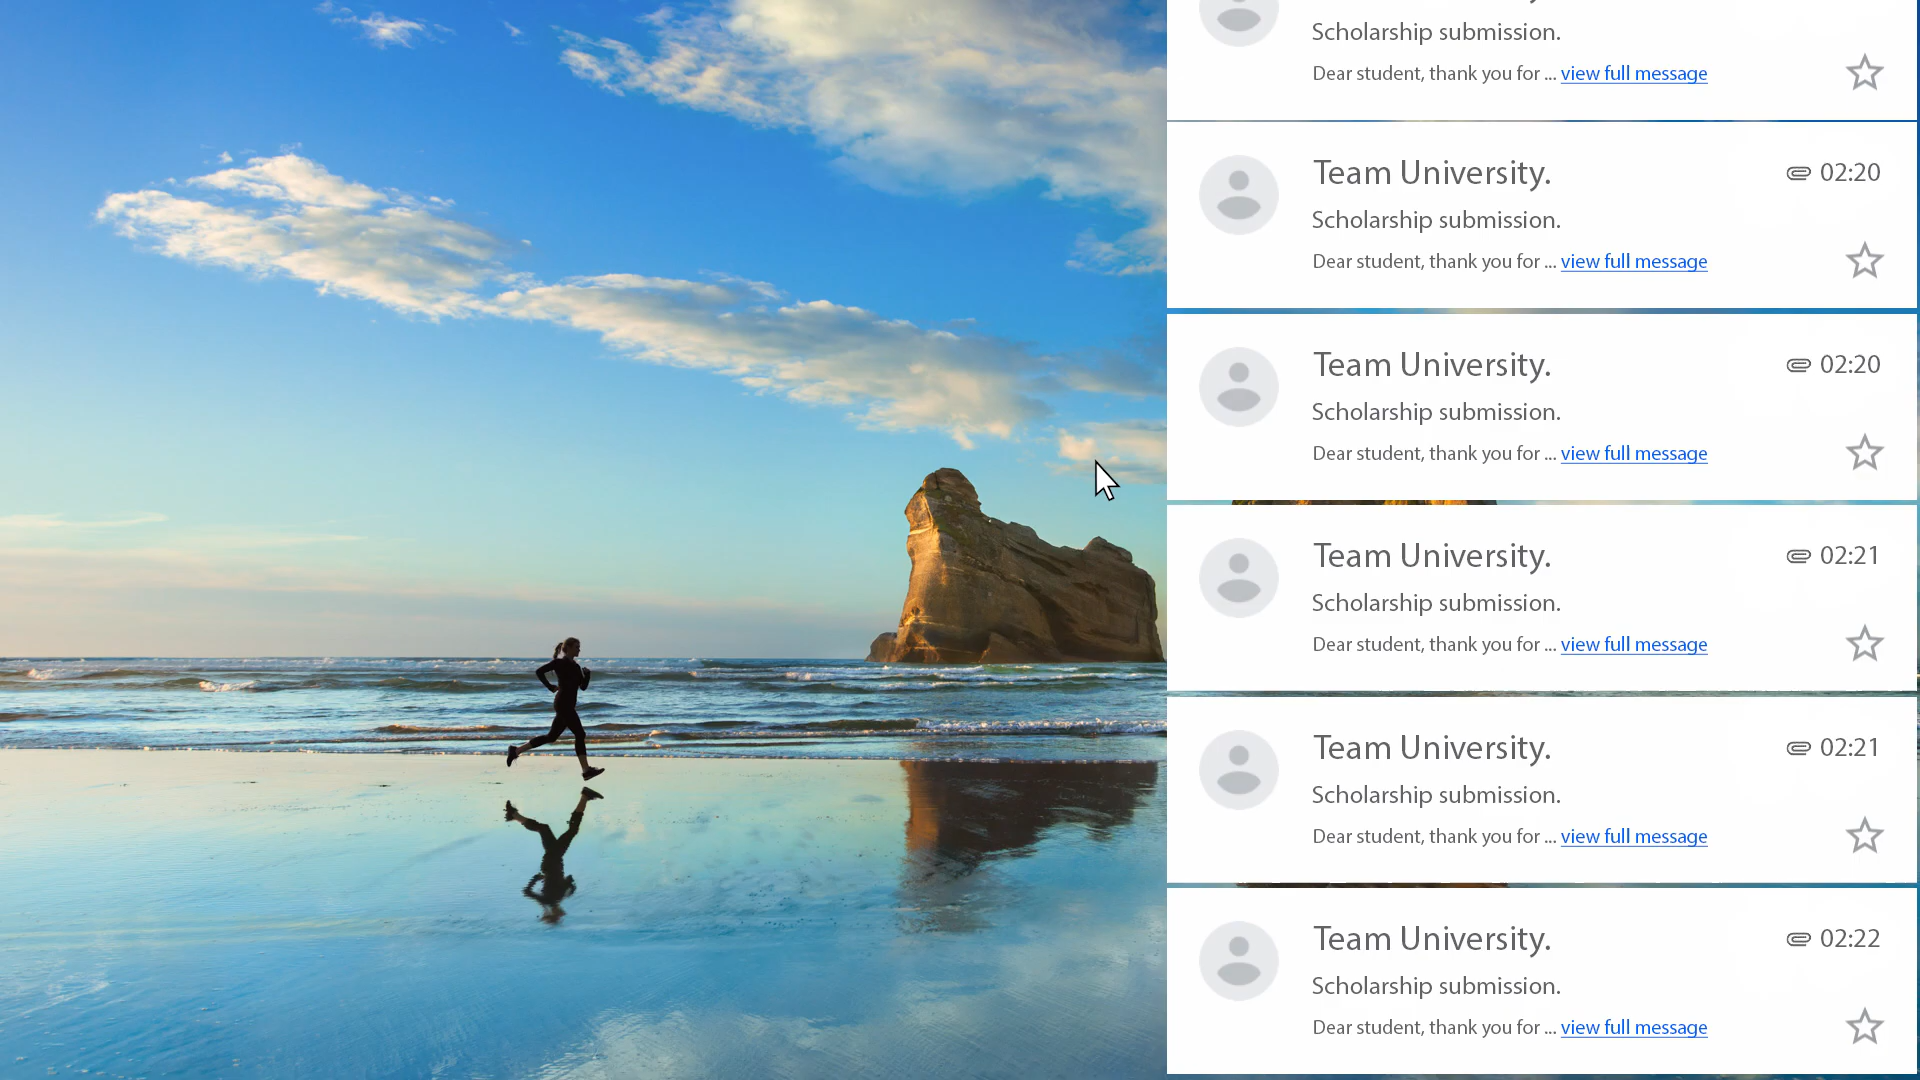 Scholarship submission.
Dear student, thank you for ... view full message
Team University.
02:20
Scholarship submission.
Dear student, thank you for ... view full message
Team University.
02:20
Scholarship submission.
Dear student, thank you for ... view full message
Team University.
02:21
Scholarship submission.
Dear student, thank you for ... view full message
Team University.
02:21
Scholarship submission.
Dear student, thank you for ... view full message
Team University.
02:22
Scholarship submission.
Dear student, thank you for ... view full message